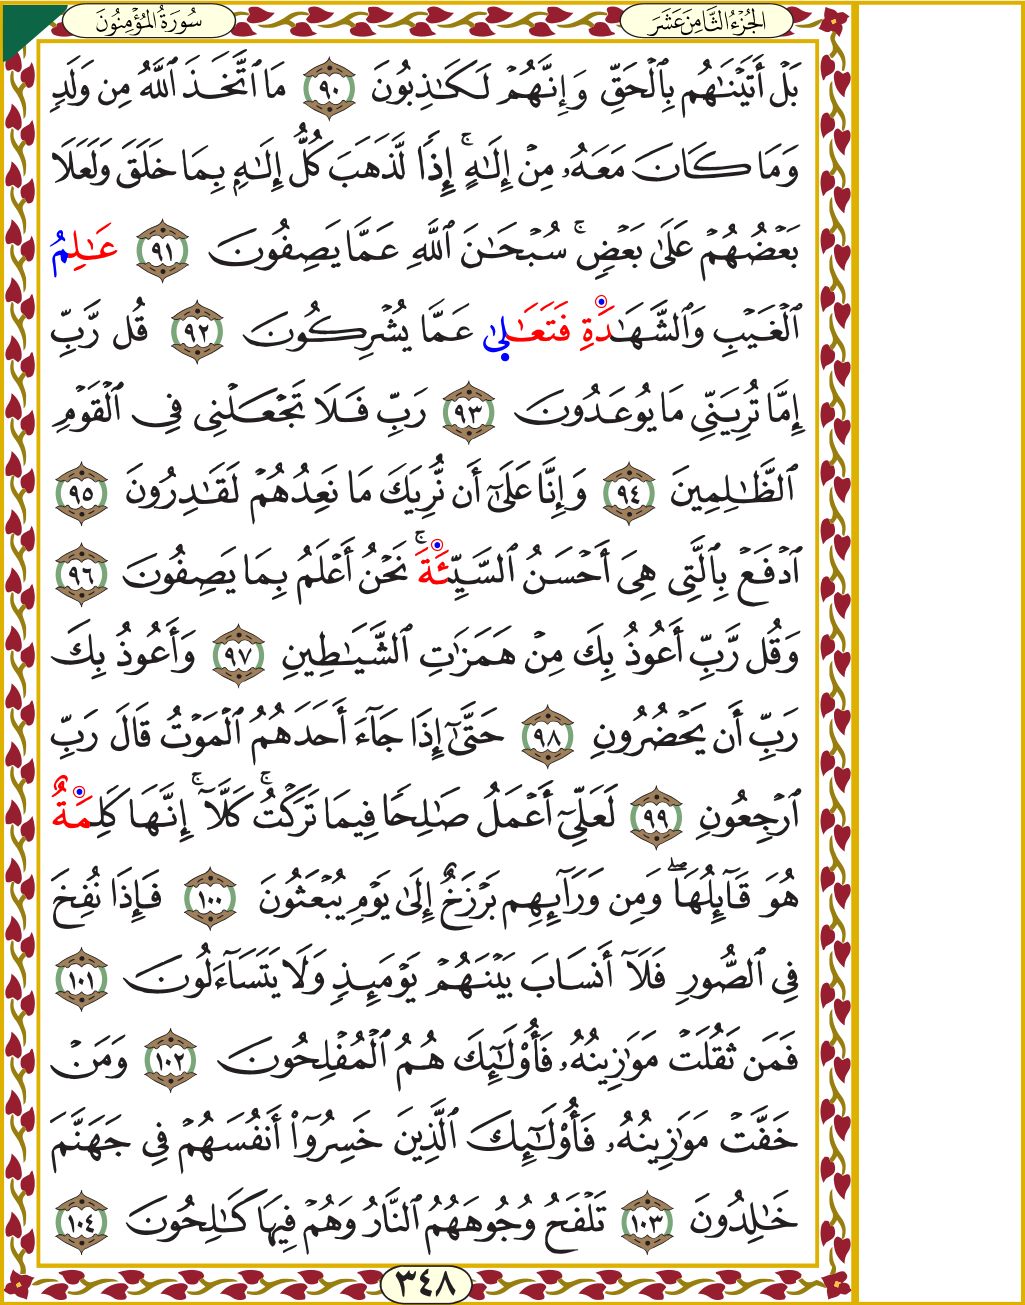 سُورَةُ المُؤْمِنُونَ
الجُزْءُ الثَّامِنَ عَشَرَ
بَلْ أَتَيْنَٰهُم بِٱلْحَقِّ وَإِنَّهُمْ لَكَٰذِبُونَ ٩٠ مَا ٱتَّخَذَ ٱللَّهُ مِن وَلَدٍ
وَمَا كَانَ مَعَهُۥ مِنْ إِلَٰهٍ ۚ إِذًا لَّذَهَبَ كُلُّ إِلَٰهٍۭ بِمَا خَلَقَ وَلَعَلَا
بَعْضُهُمْ عَلَىٰ بَعْضٍ ۚ سُبْحَٰنَ ٱللَّهِ عَمَّا يَصِفُونَ ٩١ عَٰلِمُ
ٱلْغَيْبِ وَٱلشَّهَٰدَةِ فَتَعَٰلَىٰ عَمَّا يُشْرِكُونَ ٩٢ قُل رَّبِّ
إِمَّا تُرِيَنِّى مَا يُوعَدُونَ ٩٣ رَبِّ فَلَا تَجْعَلْنِى فِى ٱلْقَوْمِ
ٱلظَّٰلِمِينَ ٩٤ وَإِنَّا عَلَىٰٓ أَن نُّرِيَكَ مَا نَعِدُهُمْ لَقَٰدِرُونَ ٩٥
ٱدْفَعْ بِٱلَّتِى هِىَ أَحْسَنُ ٱلسَّيِّئَةَ ۚ نَحْنُ أَعْلَمُ بِمَا يَصِفُونَ ٩٦
وَقُل رَّبِّ أَعُوذُ بِكَ مِنْ هَمَزَٰتِ ٱلشَّيَٰطِينِ ٩٧ وَأَعُوذُ بِكَ
رَبِّ أَن يَحْضُرُونِ ٩٨ حَتَّىٰٓ إِذَا جَآءَ أَحَدَهُمُ ٱلْمَوْتُ قَالَ رَبِّ
ٱرْجِعُونِ ٩٩ لَعَلِّىٓ أَعْمَلُ صَٰلِحًا فِيمَا تَرَكْتُ ۚ كَلَّآ ۚ إِنَّهَا كَلِمَةٌ
هُوَ قَآئِلُهَا ۖ وَمِن وَرَآئِهِم بَرْزَخٌ إِلَىٰ يَوْمِ يُبْعَثُونَ ١٠٠ فَإِذَا نُفِخَ
فِى ٱلصُّورِ فَلَآ أَنسَابَ بَيْنَهُمْ يَوْمَئِذٍ وَلَا يَتَسَآءَلُونَ ١٠١
فَمَن ثَقُلَتْ مَوَٰزِينُهُۥ فَأُو۟لَٰٓئِكَ هُمُ ٱلْمُفْلِحُونَ ١٠٢ وَمَنْ
خَفَّتْ مَوَٰزِينُهُۥ فَأُو۟لَٰٓئِكَ ٱلَّذِينَ خَسِرُوٓا۟ أَنفُسَهُمْ فِى جَهَنَّمَ
خَٰلِدُونَ ١٠٣ تَلْفَحُ وُجُوهَهُمُ ٱلنَّارُ وَهُمْ فِيهَا كَٰلِحُونَ ١٠٤
٣٤٨